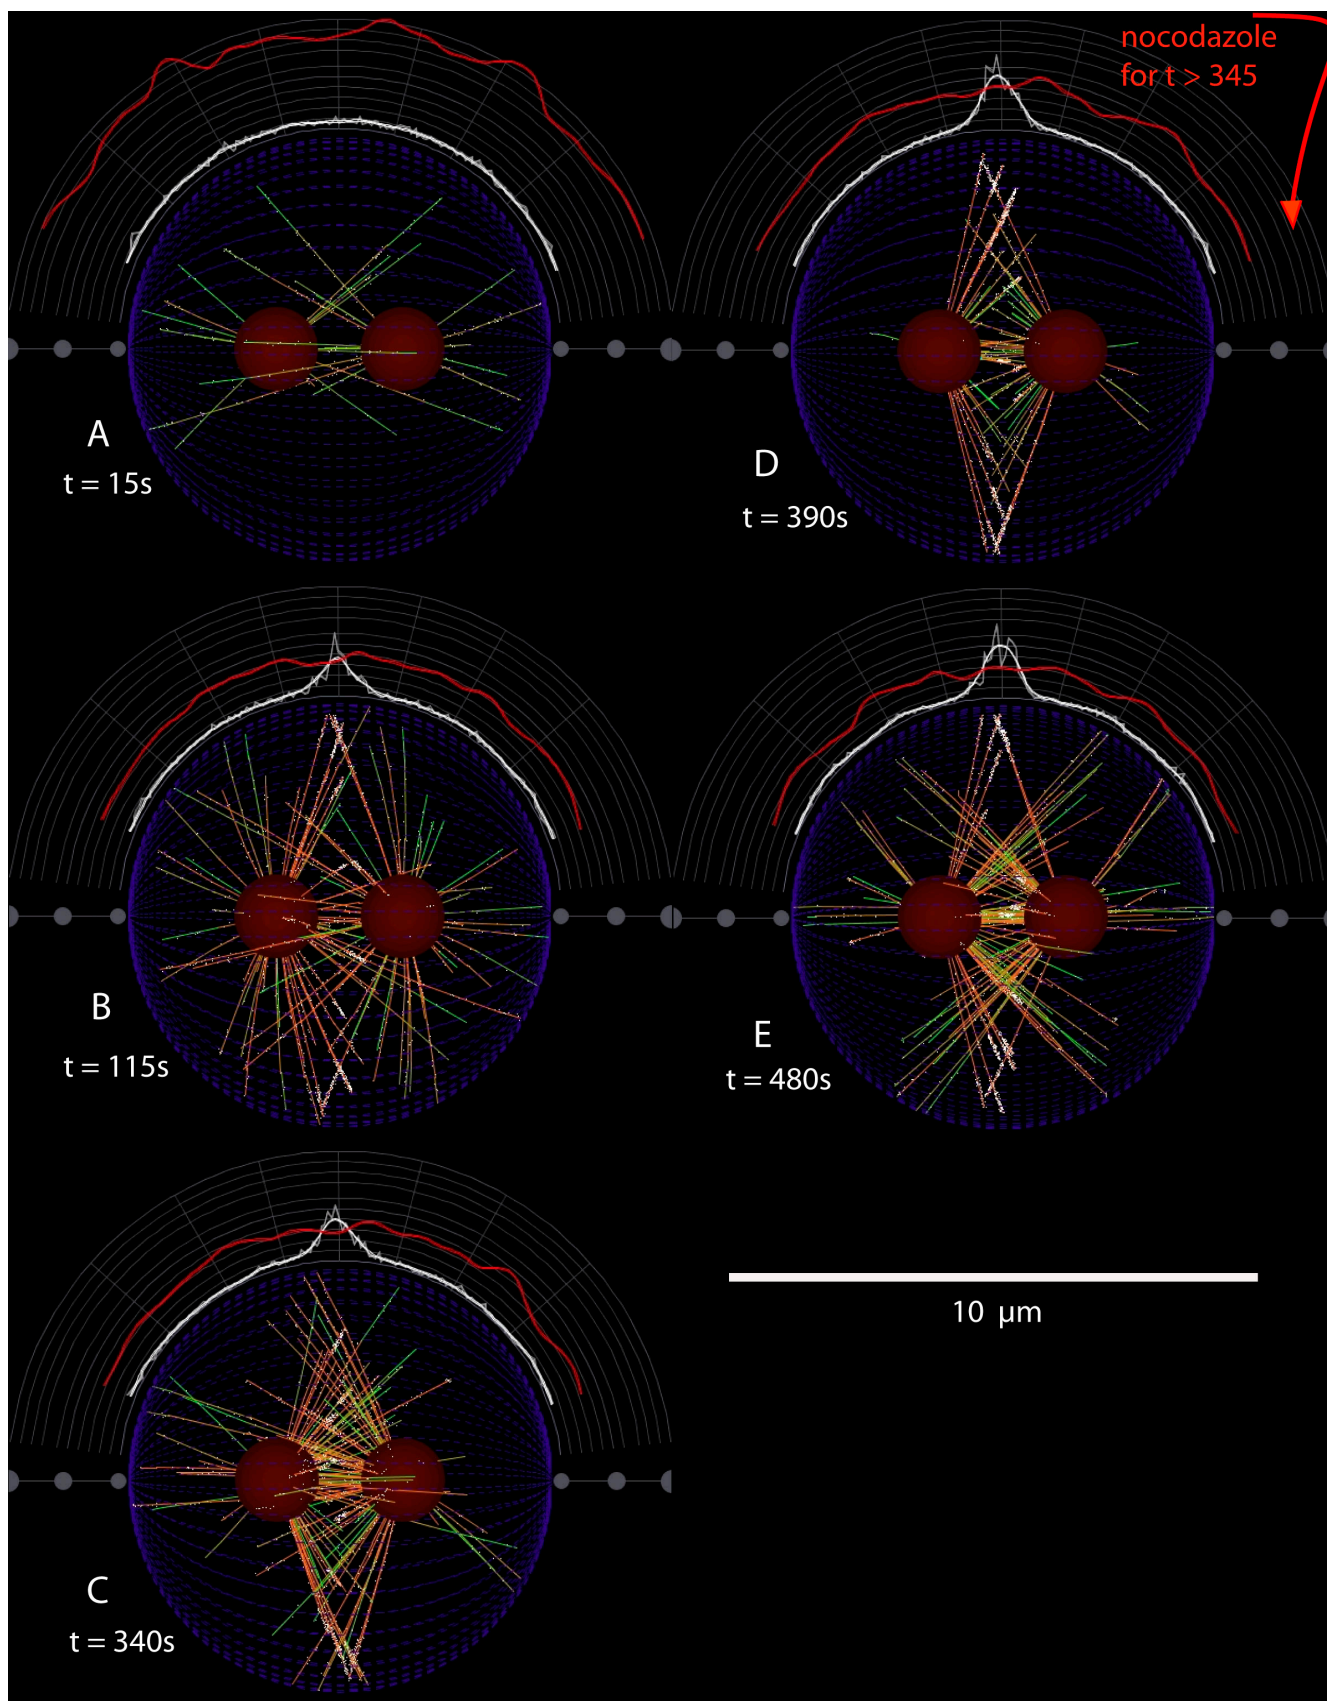 nocodazole
for t > 345
A
t = 15s
D
t = 390s
B
t = 115s
E
t = 480s
10 µm
C
t = 340s